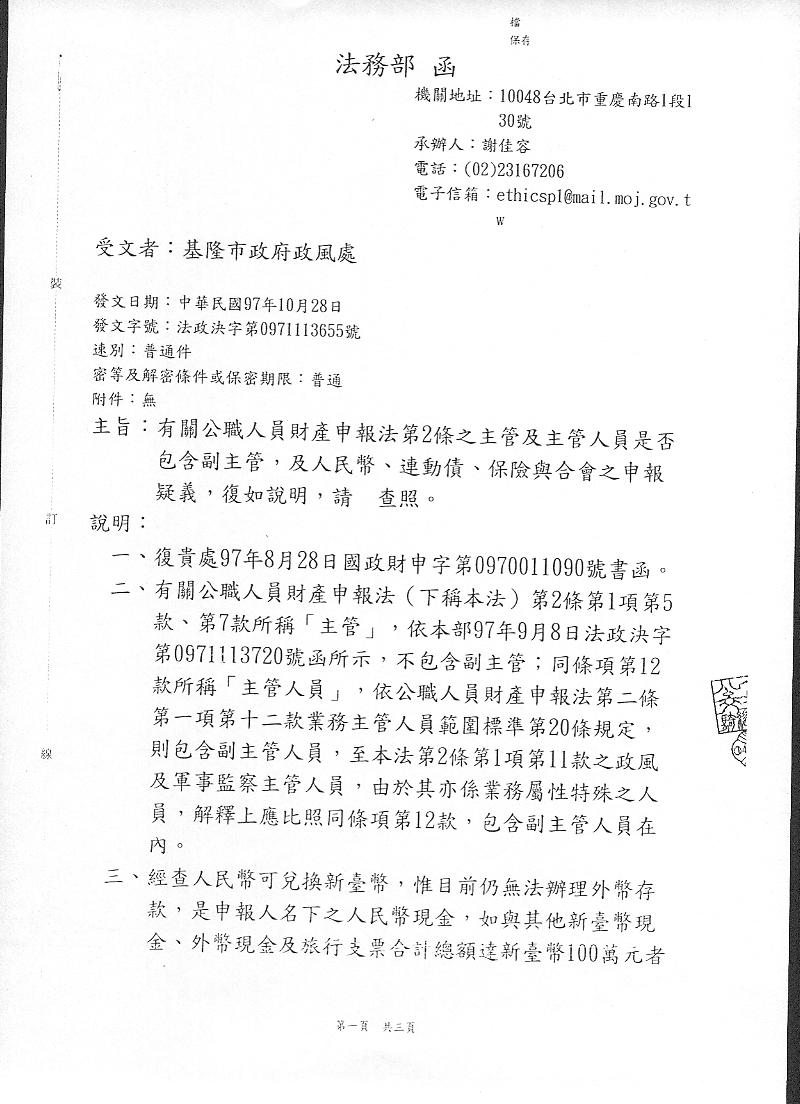 檔
保存
法務部 函
機關地址：10048台北市重慶南路1段1
30號
承辦人：謝佳容
電話：(02)23167206
電子信箱：ethicsp1@mail.moj.gov.t
w
受文者：基隆市政府政風處
發文日期：中華民國97年10月28日
發文字號：法政決字第0971113655號
速別：普通件
密等及解密條件或保密期限：普通
附件：無
主旨：有關公職人員財產申報法第2條之主管及主管人員是否
包含副主管，及人民幣、連動債、保險與合會之申報
疑義，復如說明，請 查照。
說明：
一、復貴處97年8月28日國政財申字第0970011090號書函。
二、有關公職人員財產申報法（下稱本法）第2條第1項第5
款、第7款所稱「主管」，依本部97年9月8日法政決字
第0971113720號函所示，不包含副主管；同條項第12
款所稱「主管人員」，依公職人員財產申報法第二條
第一項第十二款業務主管人員範圍標準第20條規定，
則包含副主管人員，至本法第2條第1項第11款之政風
及軍事監察主管人員，由於其亦係業務屬性特殊之人
員，解釋上應比照同條項第12款，包含副主管人員在
內。
三、經查人民幣可兌換新臺幣，惟目前仍無法辦理外幣存
款，是申報人名下之人民幣現金，如與其他新臺幣現
金、外幣現金及旅行支票合計總額達新臺幣100萬元者
裝
訂
線
第一頁 共三頁